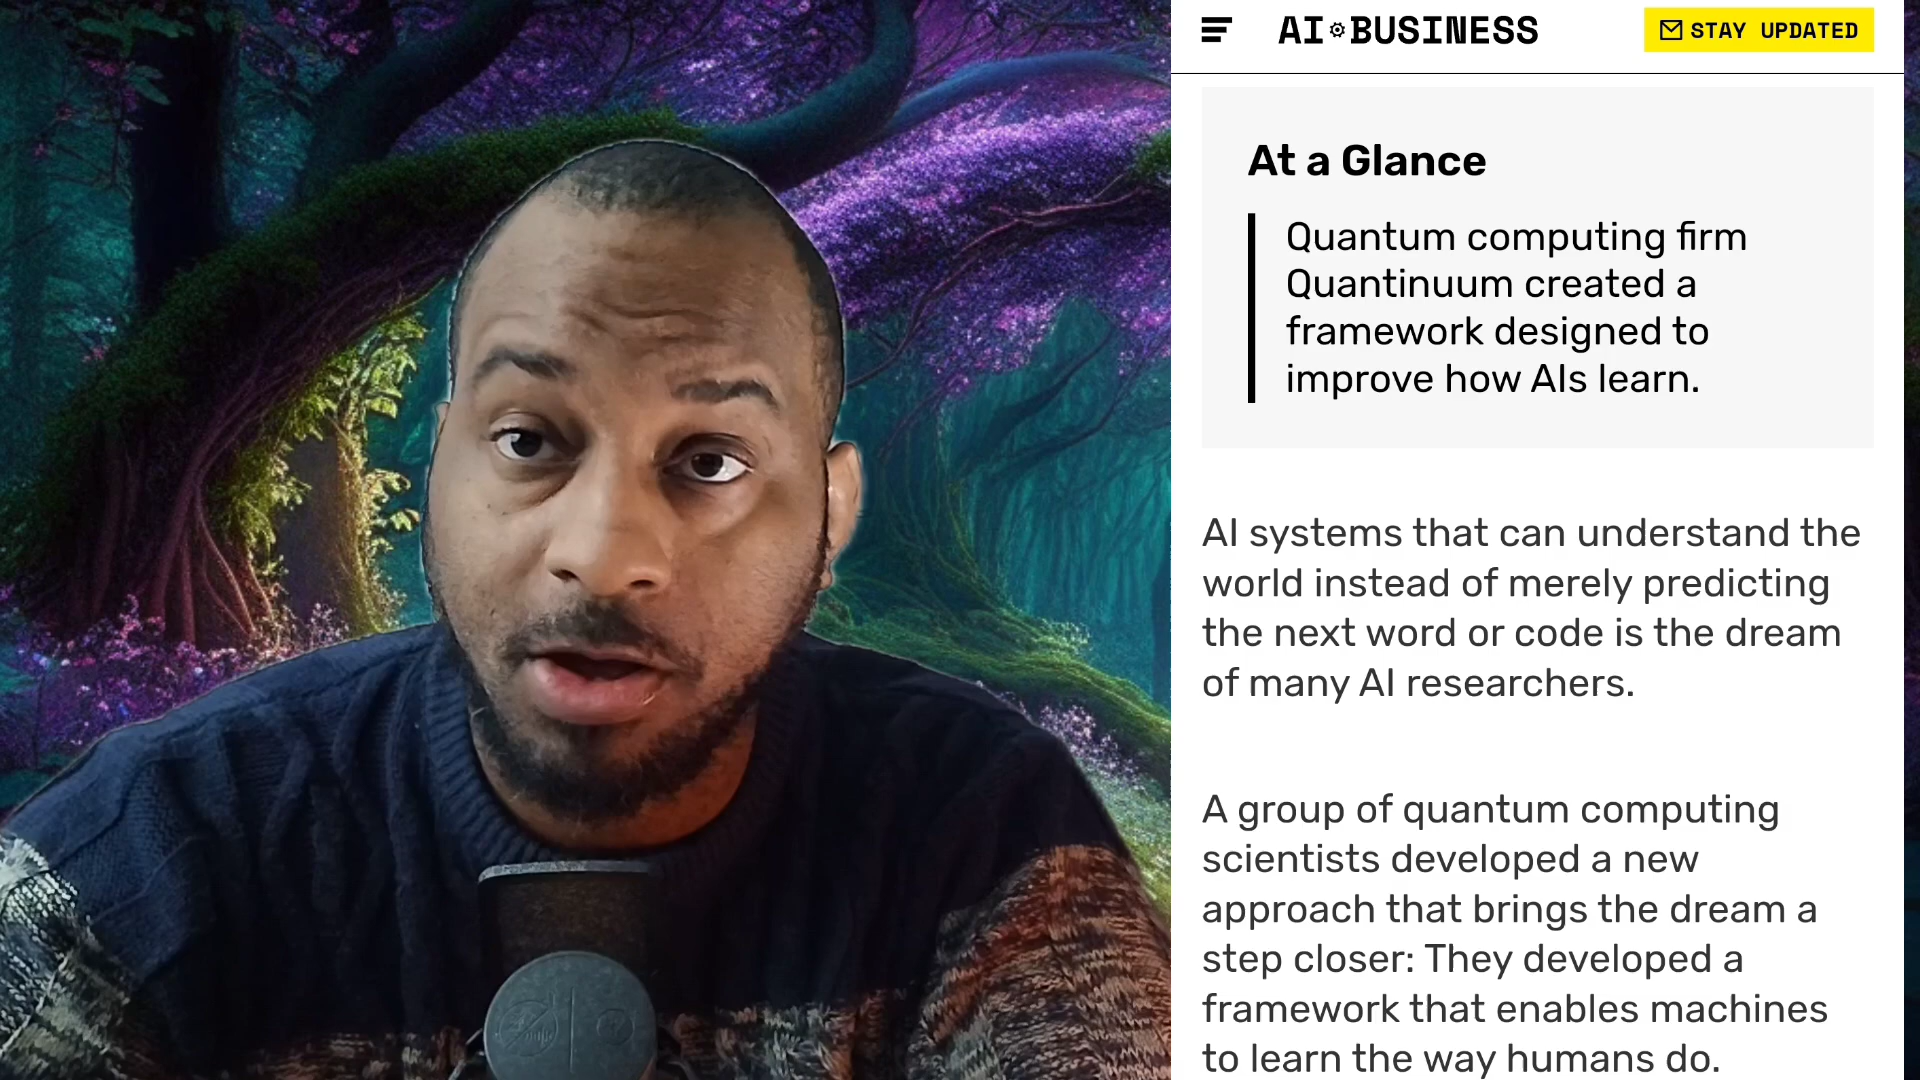 AI BUSINESS
STAY UPDATED
At a Glance
Quantum computing firm
Quantinuum created a
framework designed to
improve how AIs learn.
AI systems that can understand the
world instead of merely predicting
the next word or code is the dream
of many AI researchers.
A group of quantum computing
scientists developed a new
approach that brings the dream a
step closer: They developed a
framework that enables machines
to learn the way humans do.